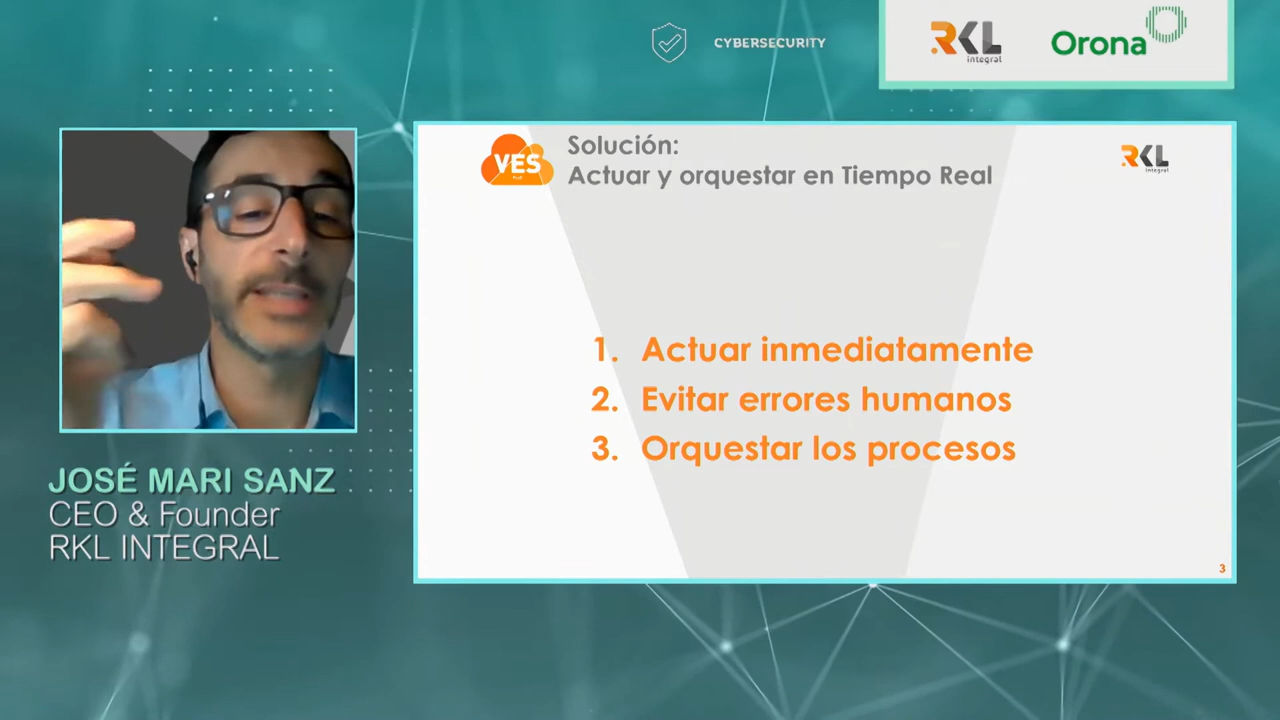 CYBERSECURITY
RKL
integral
Orona
VES
Solución:
Actuar y orquestar en Tiempo Real
RKL
integral
1. Actuar inmediatamente
2. Evitar errores humanos
3. Orquestar los procesos
3
JOSÉ MARI SANZ
CEO & Founder
RKL INTEGRAL